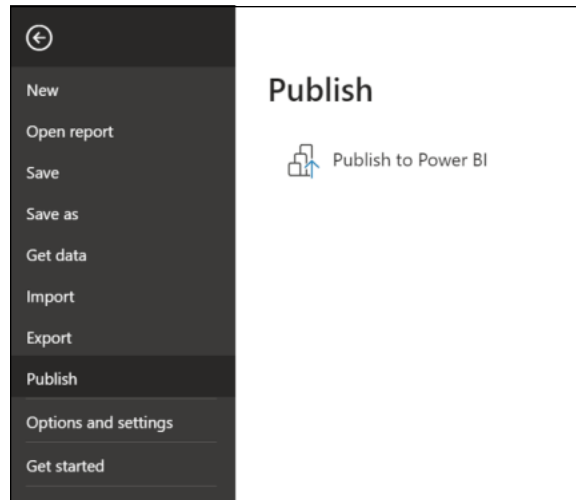 New
Open report
Save
Save as
Get data
Import
Export
Publish
Options and settings
Get started
Publish
Publish to Power BI